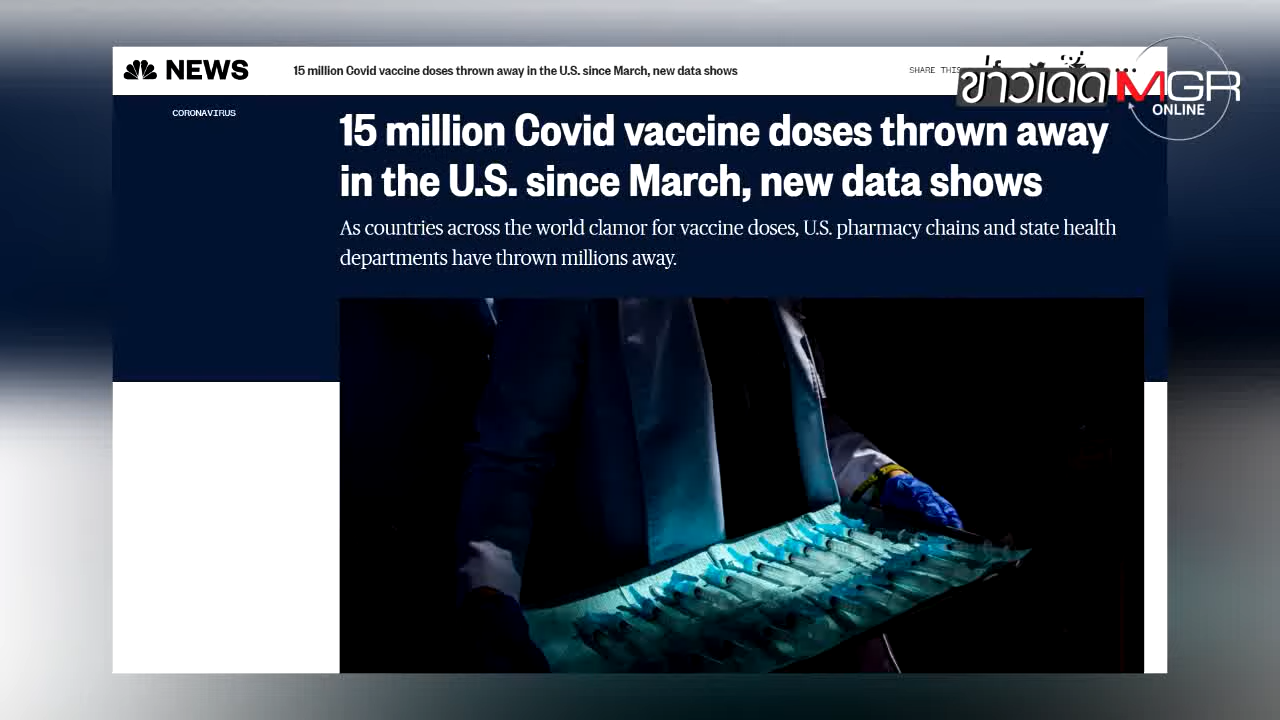 NEWS
15 million Covid vaccine doses thrown away in the U.S. since March, new data shows
SHARE THIS
ข่าวเด็ด MGR
ONLINE
CORONAVIRUS
15 million Covid vaccine doses thrown away
in the U.S. since March, new data shows
As countries across the world clamor for vaccine doses, U.S. pharmacy chains and state health
departments have thrown millions away.